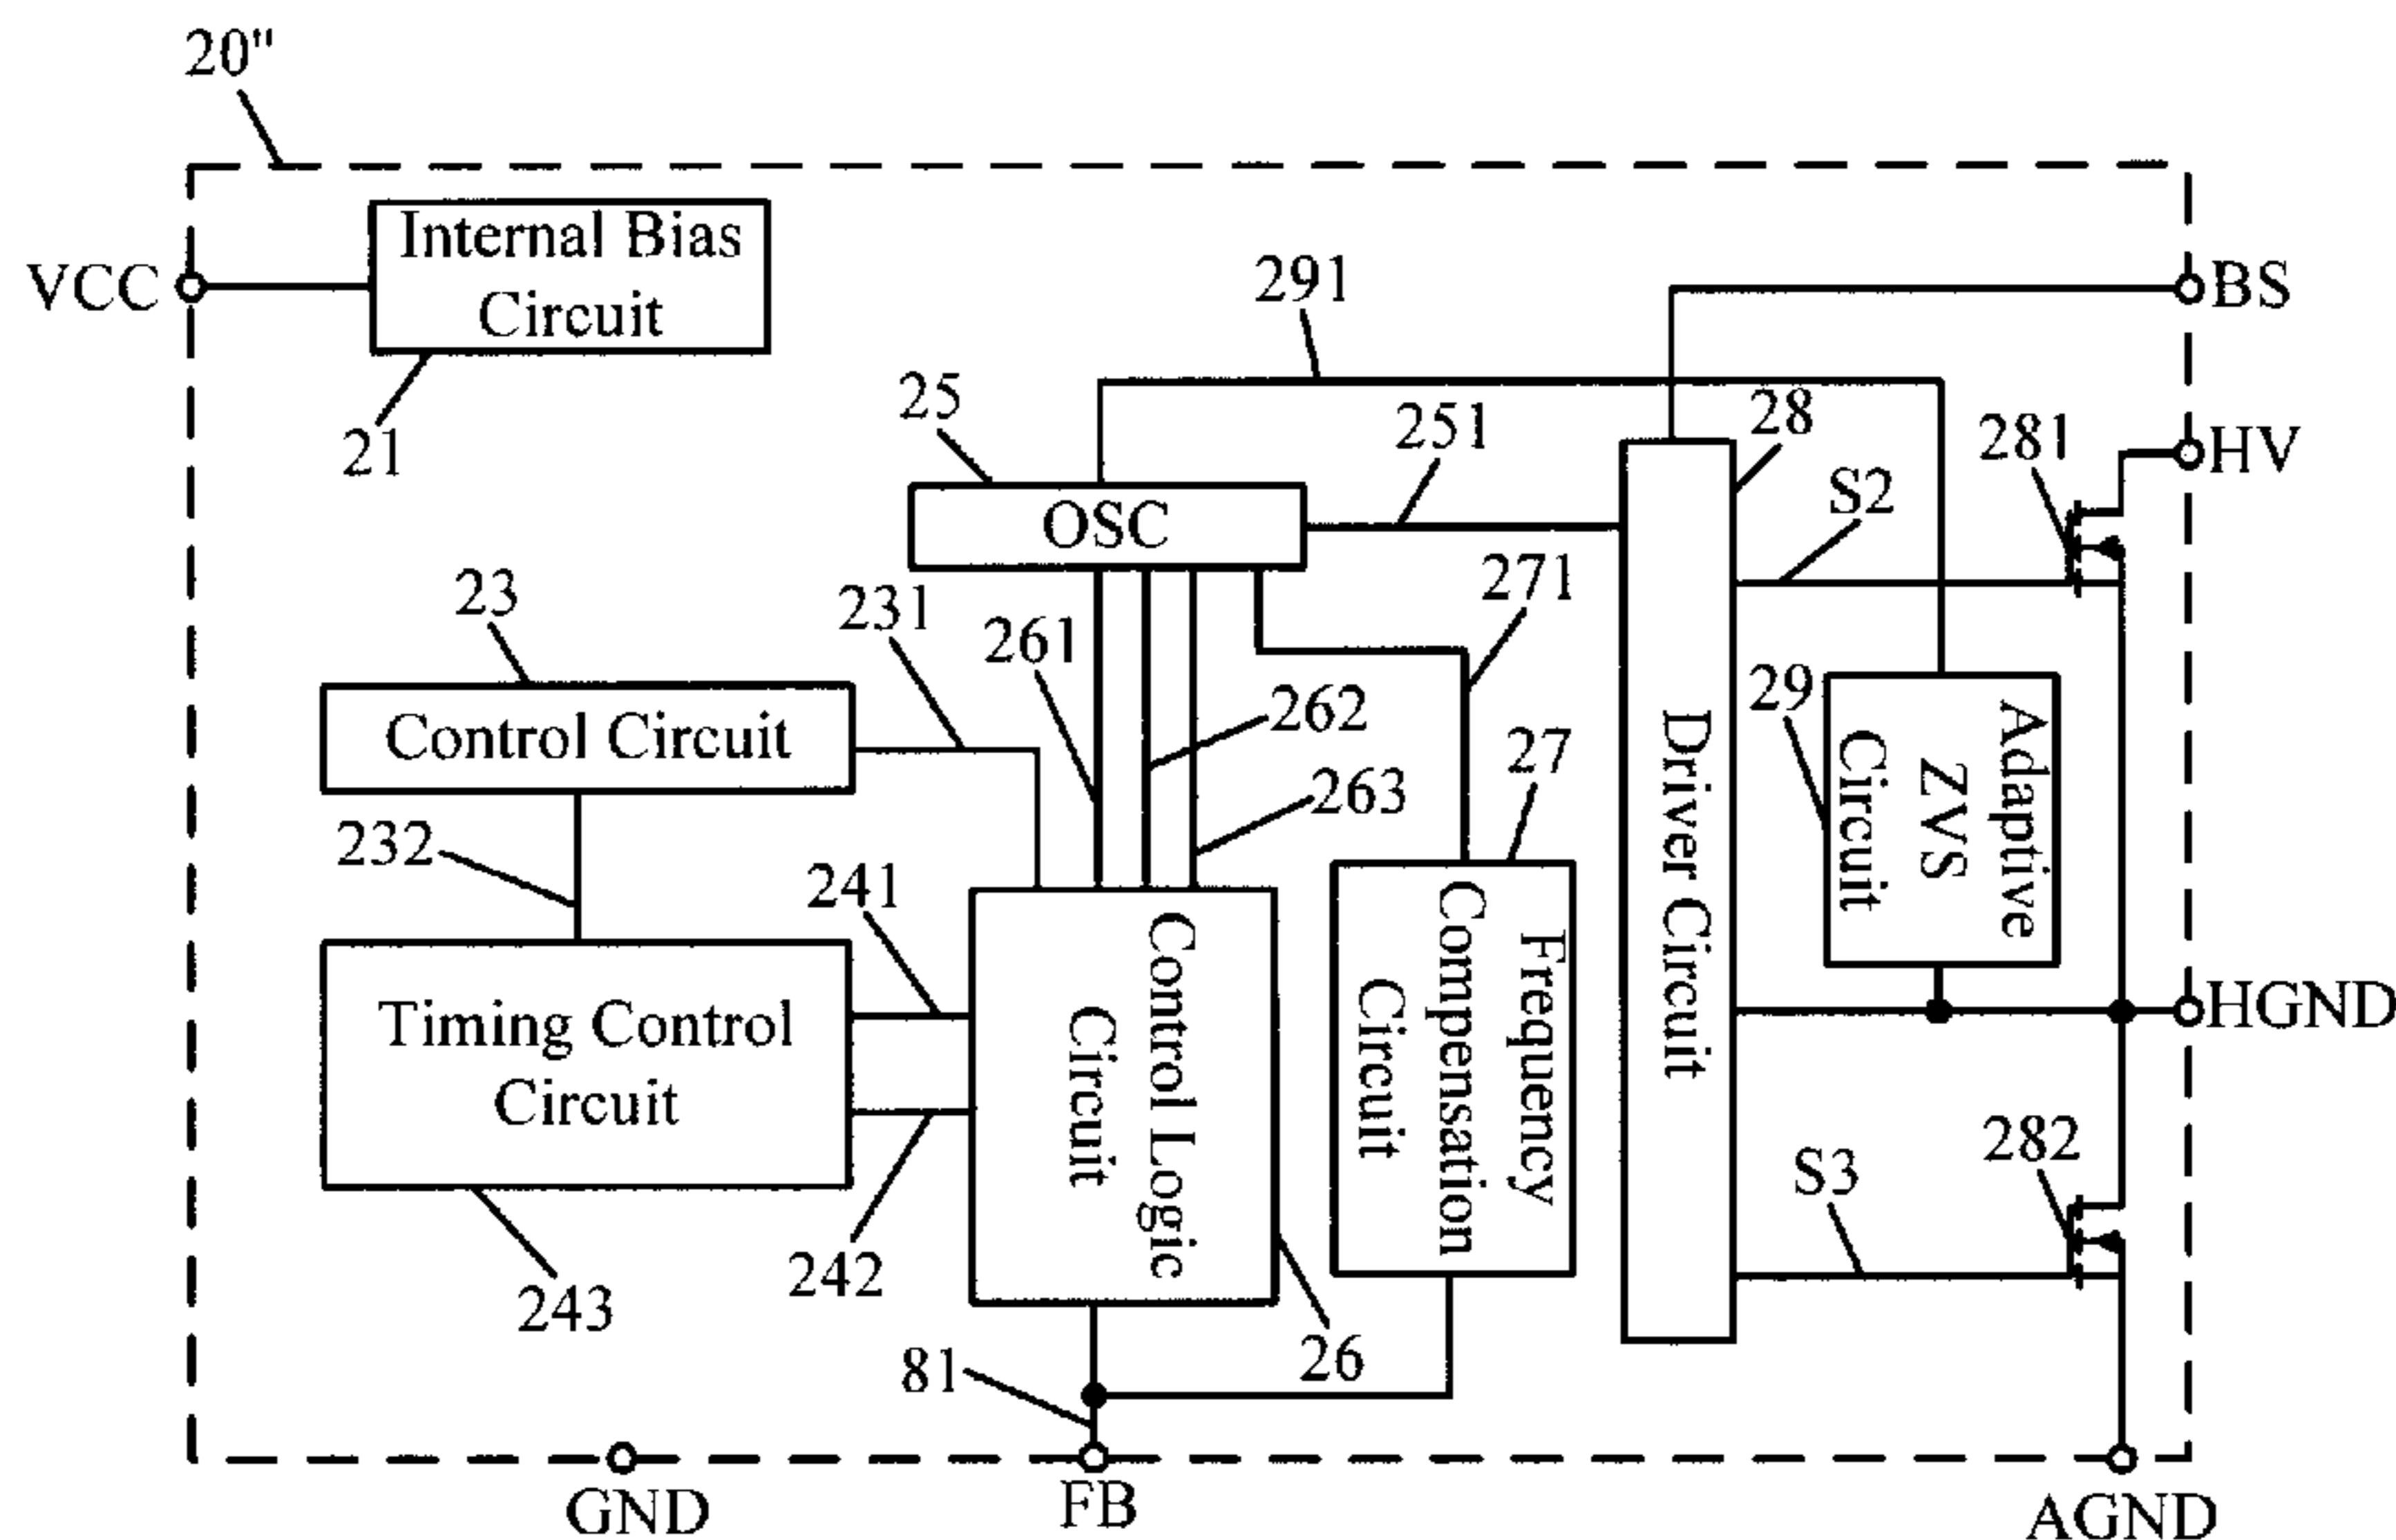 20"
Internal Bias
Circuit
VCC
21
BS
291
25
251
28
281
HV
OSC
S2
23
231
261
271
262
29
Control Circuit
27
263
232
241
Driver Circuit
Adaptive
ZVS
Circuit
Timing Control
Circuit
Control Logic
Circuit
Frequency
Compensation
Circuit
HGND
282
S3
242
243
26
81
GND
FB
AGND